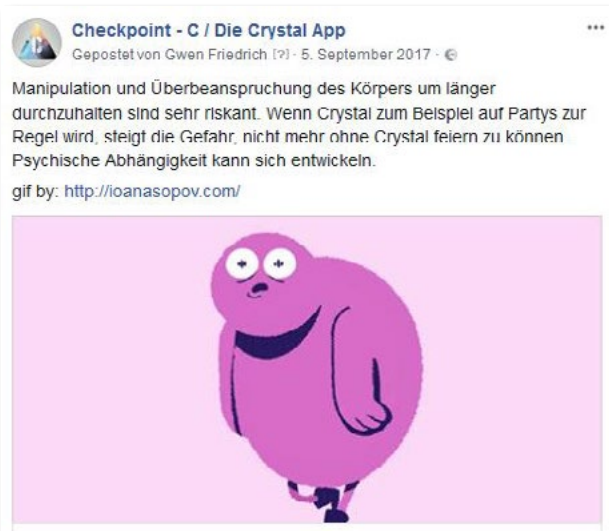 Checkpoint - C / Die Crystal App
Gepostet von Gwen Friedrich [?] · 5. September 2017 ·
Manipulation und Überbeanspruchung des Körpers um länger
durchzuhalten sind sehr riskant. Wenn Crystal zum Beispiel auf Partys zur
Regel wird, steigt die Gefahr, nicht mehr ohne Crystal feiern zu können
Psychische Abhängigkeit kann sich entwickeln.
gif by: http://ioanasopov.com/